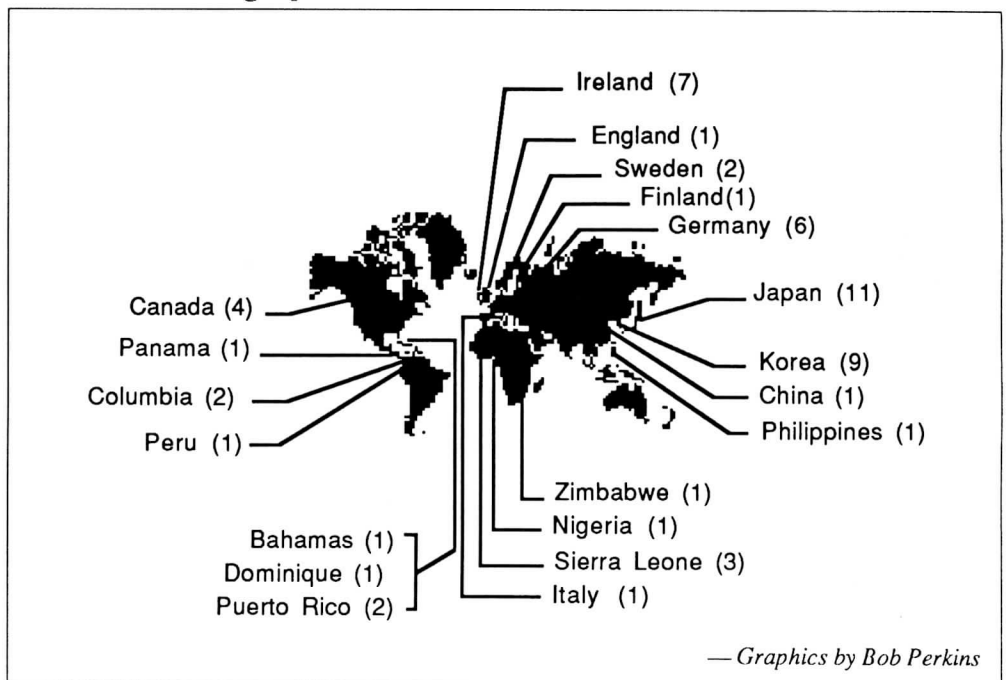 Ireland (7)
England (1)
Sweden (2)
Finland(1)
Germany (6)
Canada (4)
Japan (11)
Panama (1)
Korea (9)
Columbia (2)
China (1)
Peru (1)
Philippines (1)
Zimbabwe (1)
Nigeria (1)
Bahamas (1)
Sierra Leone (3)
Dominique (1)
Italy (1)
Puerto Rico (2)
— Graphics by Bob Perkins